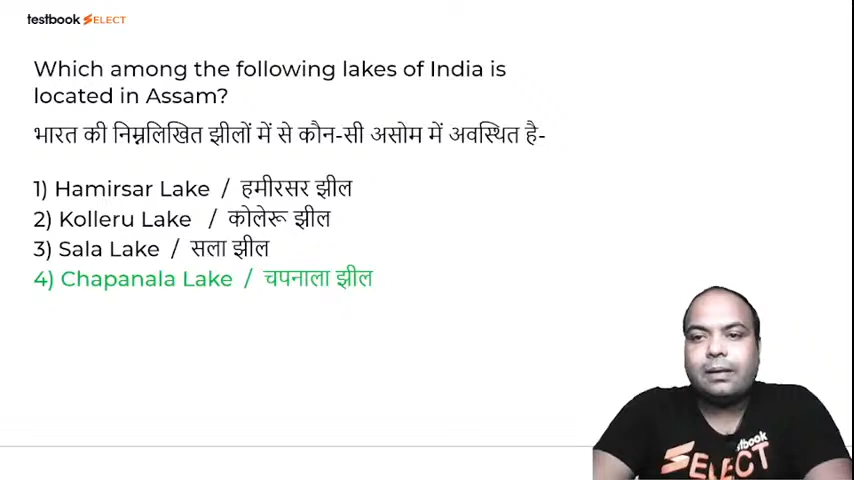 testbook SELECT
Which among the following lakes of India is
located in Assam?
भारत की निम्नलिखित झीलों में से कौन-सी असोम में अवस्थित है-
1) Hamirsar Lake / हमीरसर झील
2) Kolleru Lake / कोलेरू झील
3) Sala Lake / सला झील
4) Chapanala Lake / चपनाला झील
testbook
SELECT